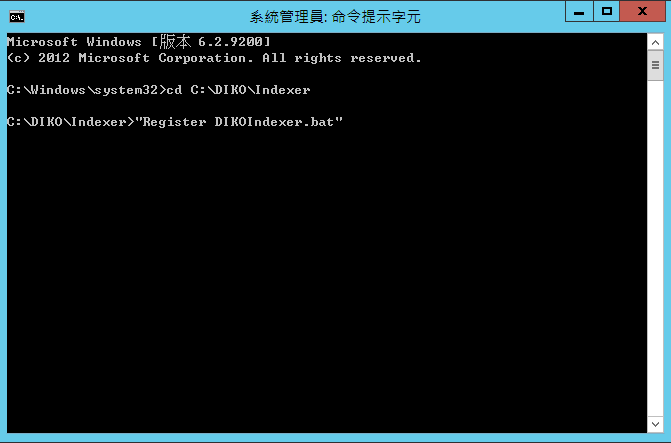 系統管理員: 命令提示字元
Microsoft Windows [版本 6.2.9200]
(c) 2012 Microsoft Corporation. All rights reserved.
C:\Windows\system32>cd C:\DIKO\Indexer
C:\DIKO\Indexer>"Register DIKOIndexer.bat"